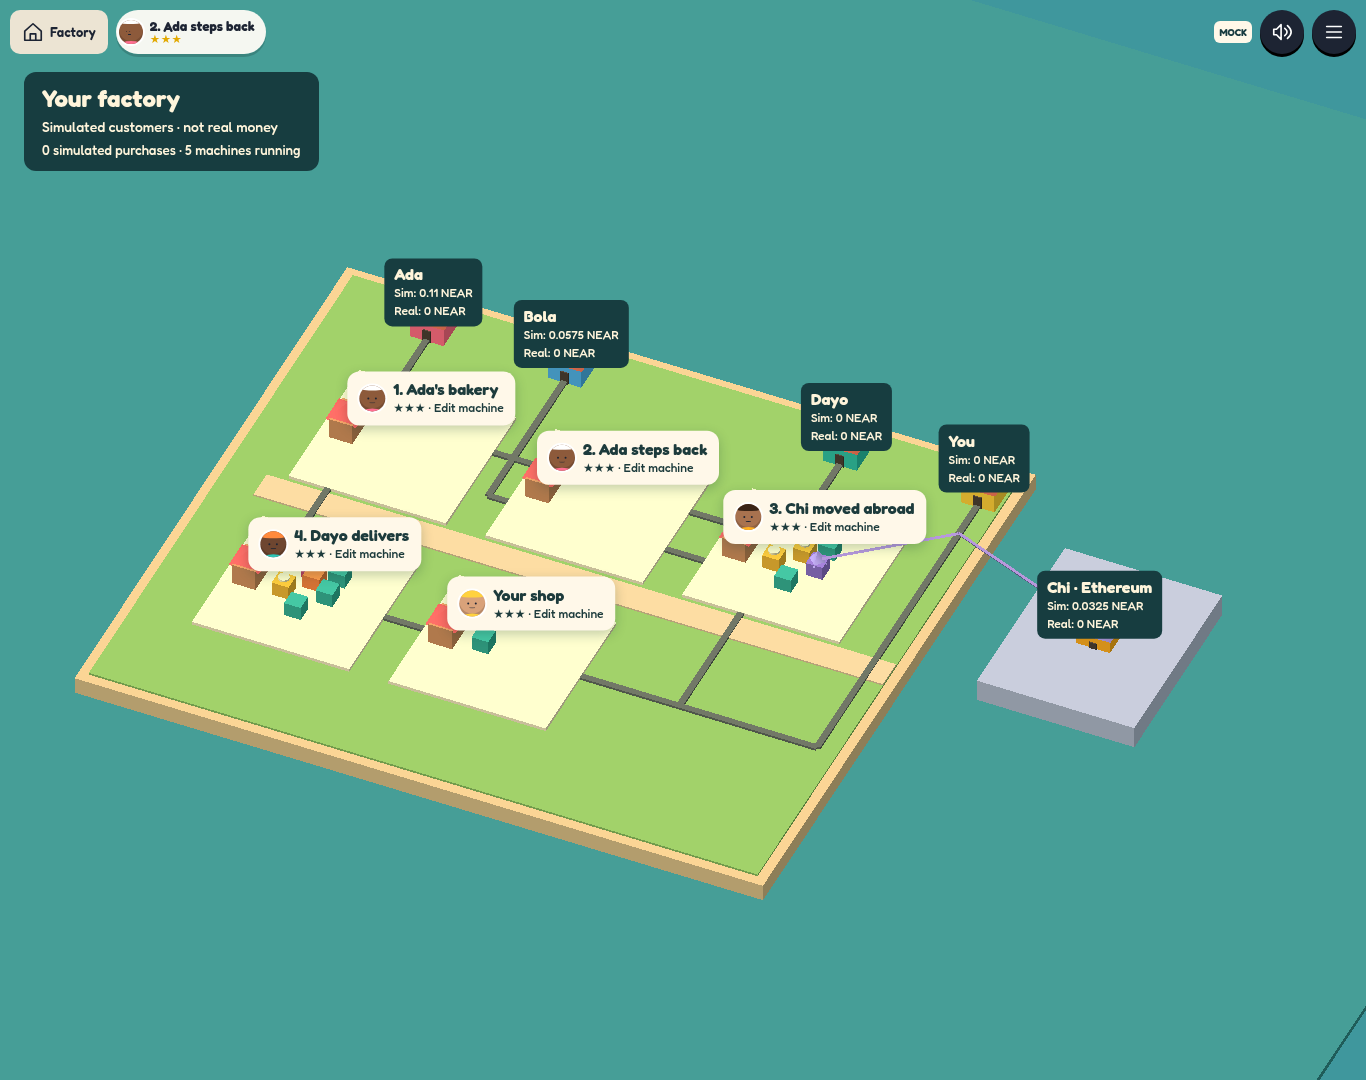 Factory
2. Ada steps back
★★★
MOCK
Your factory
Simulated customers · not real money
0 simulated purchases · 5 machines running
Ada
Sim: 0.11 NEAR
Real: 0 NEAR
Bola
Sim: 0.0575 NEAR
Real: 0 NEAR
1. Ada's bakery
★★★ · Edit machine
Dayo
Sim: 0 NEAR
Real: 0 NEAR
You
Sim: 0 NEAR
Real: 0 NEAR
2. Ada steps back
★★★ · Edit machine
3. Chi moved abroad
★★★ · Edit machine
4. Dayo delivers
★★★ · Edit machine
Chi · Ethereum
Sim: 0.0325 NEAR
Real: 0 NEAR
Your shop
★★★ · Edit machine